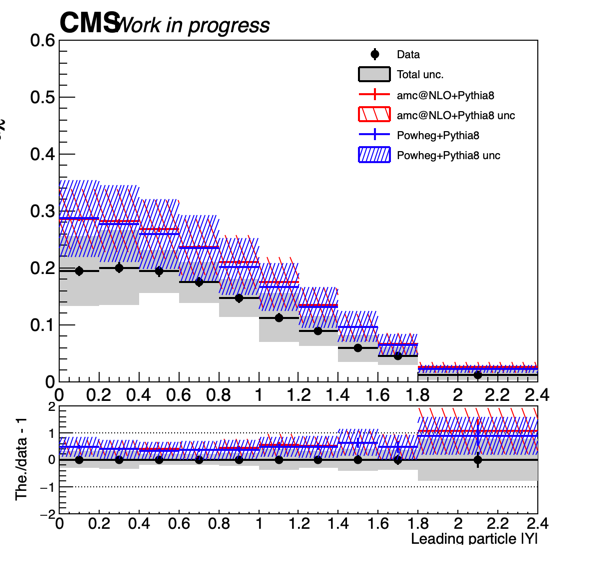 CMS Work in progress
0.6
Data
Total unc.
0.5
amc@NLO+Pythia8
amc@NLO+Pythia8 unc
Powheg+Pythia8
0.4
Powheg+Pythia8 unc
0.3
0.2
0.1
0
0 0.2 0.4 0.6 0.8 1 1.2 1.4 1.6 1.8 2 2.2 2.4
The./data - 1
2
1
0
−1
−2
0 0.2 0.4 0.6 0.8 1 1.2 1.4 1.6 1.8 2 2.2 2.4
Leading particle |Y|